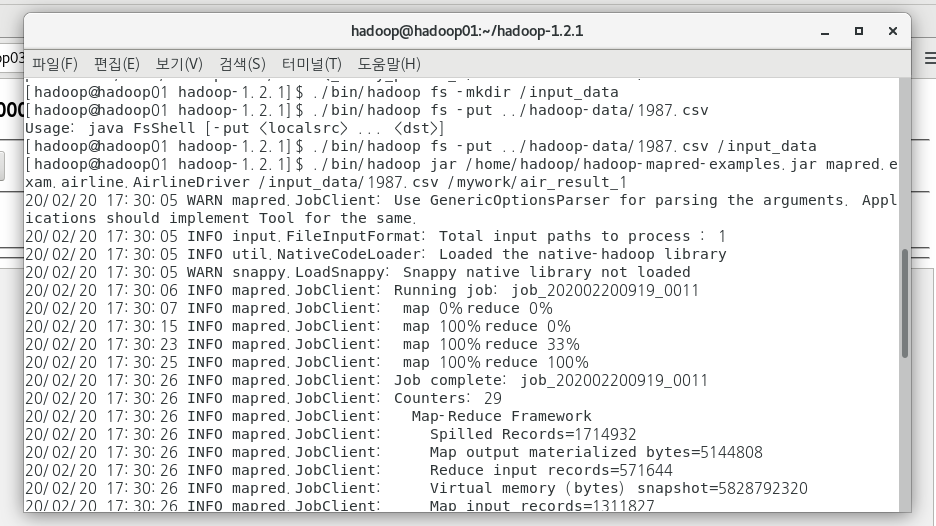 hadoop@hadoop01:~/hadoop-1.2.1
파일(F) 편집(E) 보기(V) 검색(S) 터미널(T) 도움말(H)
[hadoop@hadoop01 hadoop-1.2.1]$ ./bin/hadoop fs -mkdir /input_data
[hadoop@hadoop01 hadoop-1.2.1]$ ./bin/hadoop fs -put ../hadoop-data/1987.csv
Usage: java FsShell [-put <localsrc> ... <dst>]
[hadoop@hadoop01 hadoop-1.2.1]$ ./bin/hadoop fs -put ../hadoop-data/1987.csv /input_data
[hadoop@hadoop01 hadoop-1.2.1]$ ./bin/hadoop jar /home/hadoop/hadoop-mapred-examples.jar mapred.e
xam.airline.AirlineDriver /input_data/1987.csv /mywork/air_result_1
20/02/20 17:30:05 WARN mapred.JobClient: Use GenericOptionsParser for parsing the arguments. Appl
ications should implement Tool for the same.
20/02/20 17:30:05 INFO input.FileInputFormat: Total input paths to process : 1
20/02/20 17:30:05 INFO util.NativeCodeLoader: Loaded the native-hadoop library
20/02/20 17:30:05 WARN snappy.LoadSnappy: Snappy native library not loaded
20/02/20 17:30:06 INFO mapred.JobClient: Running job: job_202002200919_0011
20/02/20 17:30:07 INFO mapred.JobClient:  map 0% reduce 0%
20/02/20 17:30:15 INFO mapred.JobClient:  map 100% reduce 0%
20/02/20 17:30:23 INFO mapred.JobClient:  map 100% reduce 33%
20/02/20 17:30:25 INFO mapred.JobClient:  map 100% reduce 100%
20/02/20 17:30:26 INFO mapred.JobClient: Job complete: job_202002200919_0011
20/02/20 17:30:26 INFO mapred.JobClient: Counters: 29
20/02/20 17:30:26 INFO mapred.JobClient:   Map-Reduce Framework
20/02/20 17:30:26 INFO mapred.JobClient:     Spilled Records=1714932
20/02/20 17:30:26 INFO mapred.JobClient:     Map output materialized bytes=5144808
20/02/20 17:30:26 INFO mapred.JobClient:     Reduce input records=571644
20/02/20 17:30:26 INFO mapred.JobClient:     Virtual memory (bytes) snapshot=5828792320
20/02/20 17:30:26 INFO mapred.JobClient:     Map input records=1311827